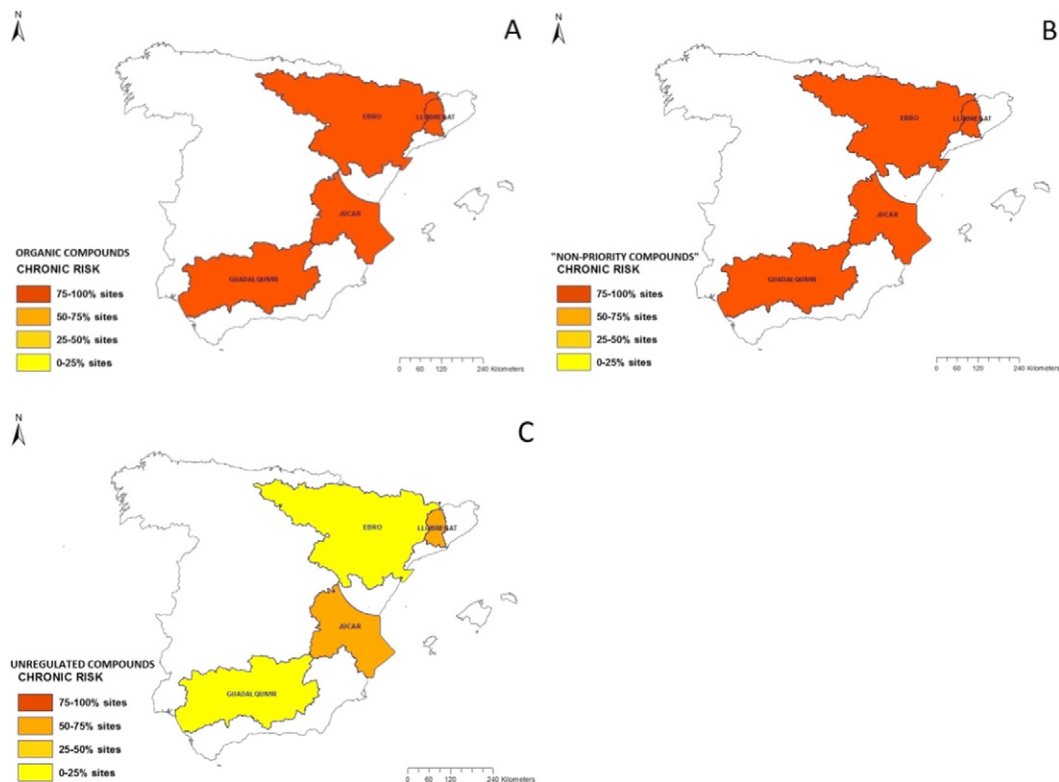 N
A
EBRO
LLOBREGAT
JUCAR
GUADALQUIVIR
ORGANIC COMPOUNDS
CHRONIC RISK
75-100% sites
50-75% sites
25-50% sites
0-25% sites
0 60 120 240 Kilometers
N
B
EBRO
LLOBREGAT
JUCAR
GUADALQUIVIR
"NON-PRIORITY COMPOUNDS"
CHRONIC RISK
75-100% sites
50-75% sites
25-50% sites
0-25% sites
0 60 120 240 Kilometers
N
C
EBRO
LLOBREGAT
JUCAR
GUADALQUIVIR
UNREGULATED COMPOUNDS
CHRONIC RISK
75-100% sites
50-75% sites
25-50% sites
0-25% sites
0 60 120 240 Kilometers